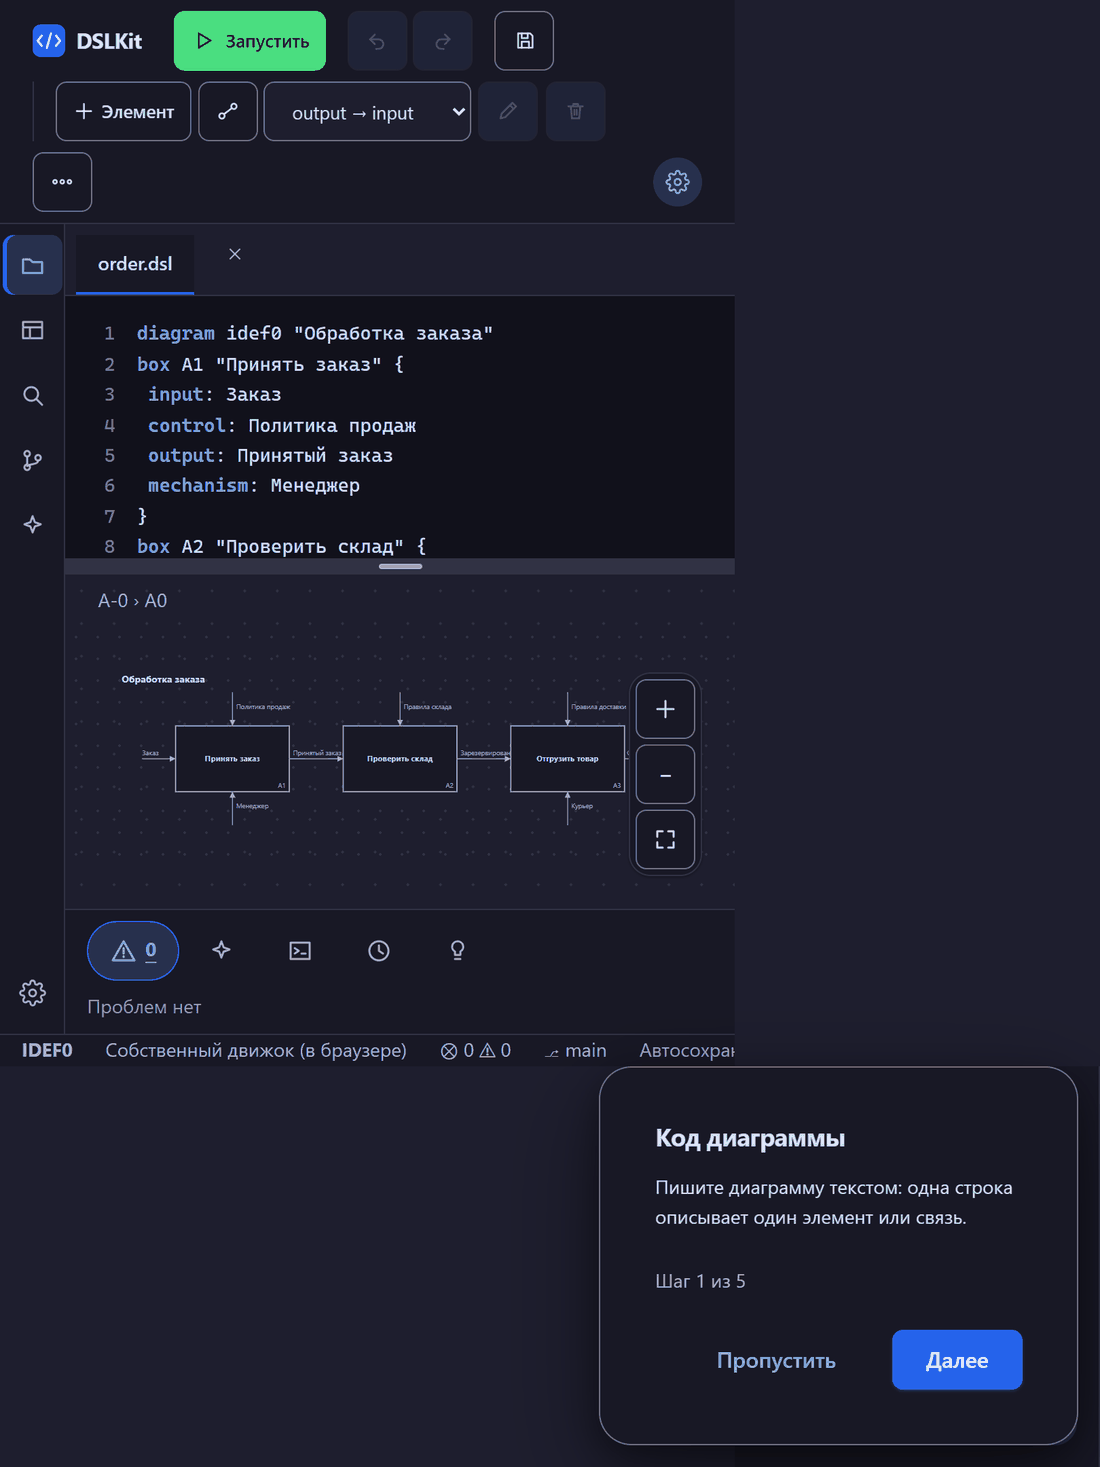 DSLKit
Запустить
Элемент
output → input
order.dsl
1 diagram idef0 "Обработка заказа"
2 box A1 "Принять заказ" {
3 input: Заказ
4 control: Политика продаж
5 output: Принятый заказ
6 mechanism: Менеджер
7 }
8 box A2 "Проверить склад" {
A-0 › A0
Обработка заказа
Политика продаж
Правила склада
Правила доставки
Заказ
Принять заказ
A1
Принятый заказ
Проверить склад
A2
Зарезервирован
Отгрузить товар
A3
Менеджер
Курьер
0
Проблем нет
IDEF0
Собственный движок (в браузере)
0
0
main
Автосохран
Код диаграммы
Пишите диаграмму текстом: одна строка
описывает один элемент или связь.
Шаг 1 из 5
Пропустить
Далее